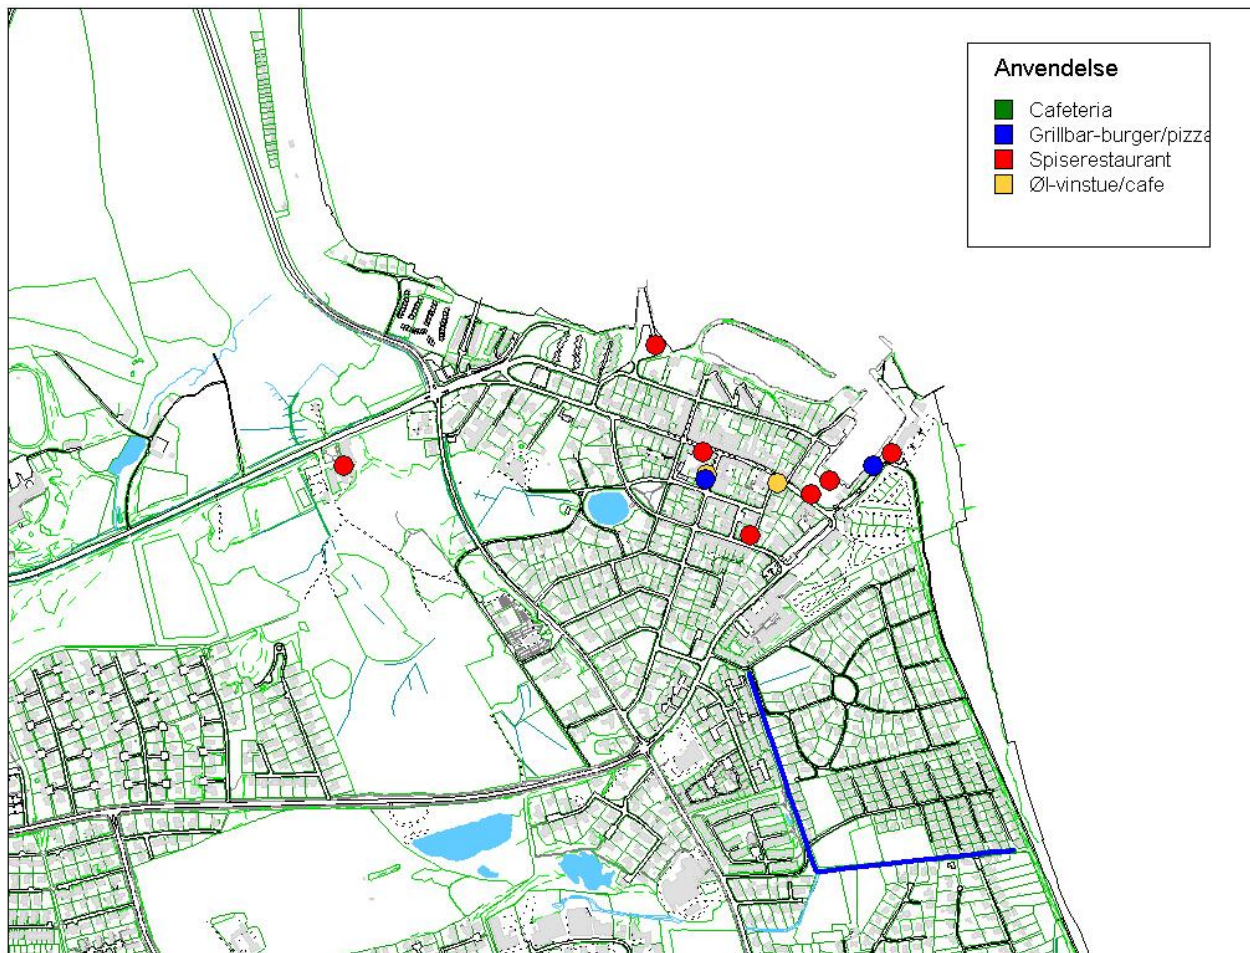 Anvendelse
Cafeteria
Grillbar-burger/pizza
Spiserestaurant
Øl-vinstue/cafe